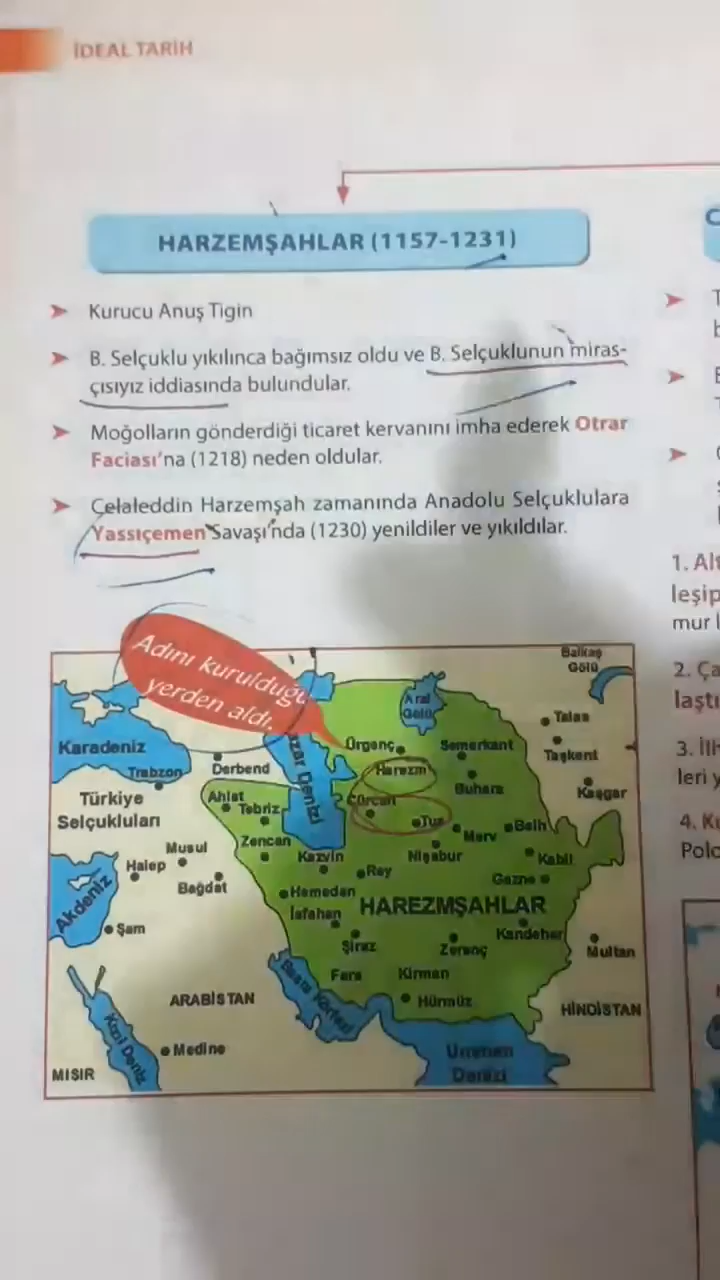 İDEAL TARİH
HARZEMŞAHLAR (1157-1231)
➤ Kurucu Anuş Tigin
➤ B. Selçuklu yıkılınca bağımsız oldu ve B. Selçuklunun miras-
çısıyız iddiasında bulundular.
➤ Moğolların gönderdiği ticaret kervanını imha ederek Otrar
Faciası'na (1218) neden oldular.
➤ Celaleddin Harzemşah zamanında Anadolu Selçuklulara
Yassıçemen Savaşı'nda (1230) yenildiler ve yıkıldılar.
Adını kurulduğu
yerden aldı.
Balkaş
Gölü
Aral
Gölü
Talas
Karadeniz
Hazar Denizi
Ürgenç
Semerkant
Taşkent
Trabzon
Derbend
Harezm
Buhara
Kaşgar
Türkiye
Selçukluları
Ahlat
Tebriz
Cürcan
Tus
Merv
Belh
Zencan
Musul
Halep
Kazvin
Nişabur
Kabil
Bağdat
Rey
Gazne
Akdeniz
Hemedan
İsfahan
HAREZMŞAHLAR
Şam
Şiraz
Zerenç
Kandeher
Multan
Basra Körfezi
Fars
Kirman
ARABİSTAN
Hürmüz
HİNDİSTAN
Kızıl Deniz
Medine
Umman
Denizi
MISIR
1. Alt
leşip
mur
2. Ça
laştı
3. İlh
leri y
4. Ku
Polo